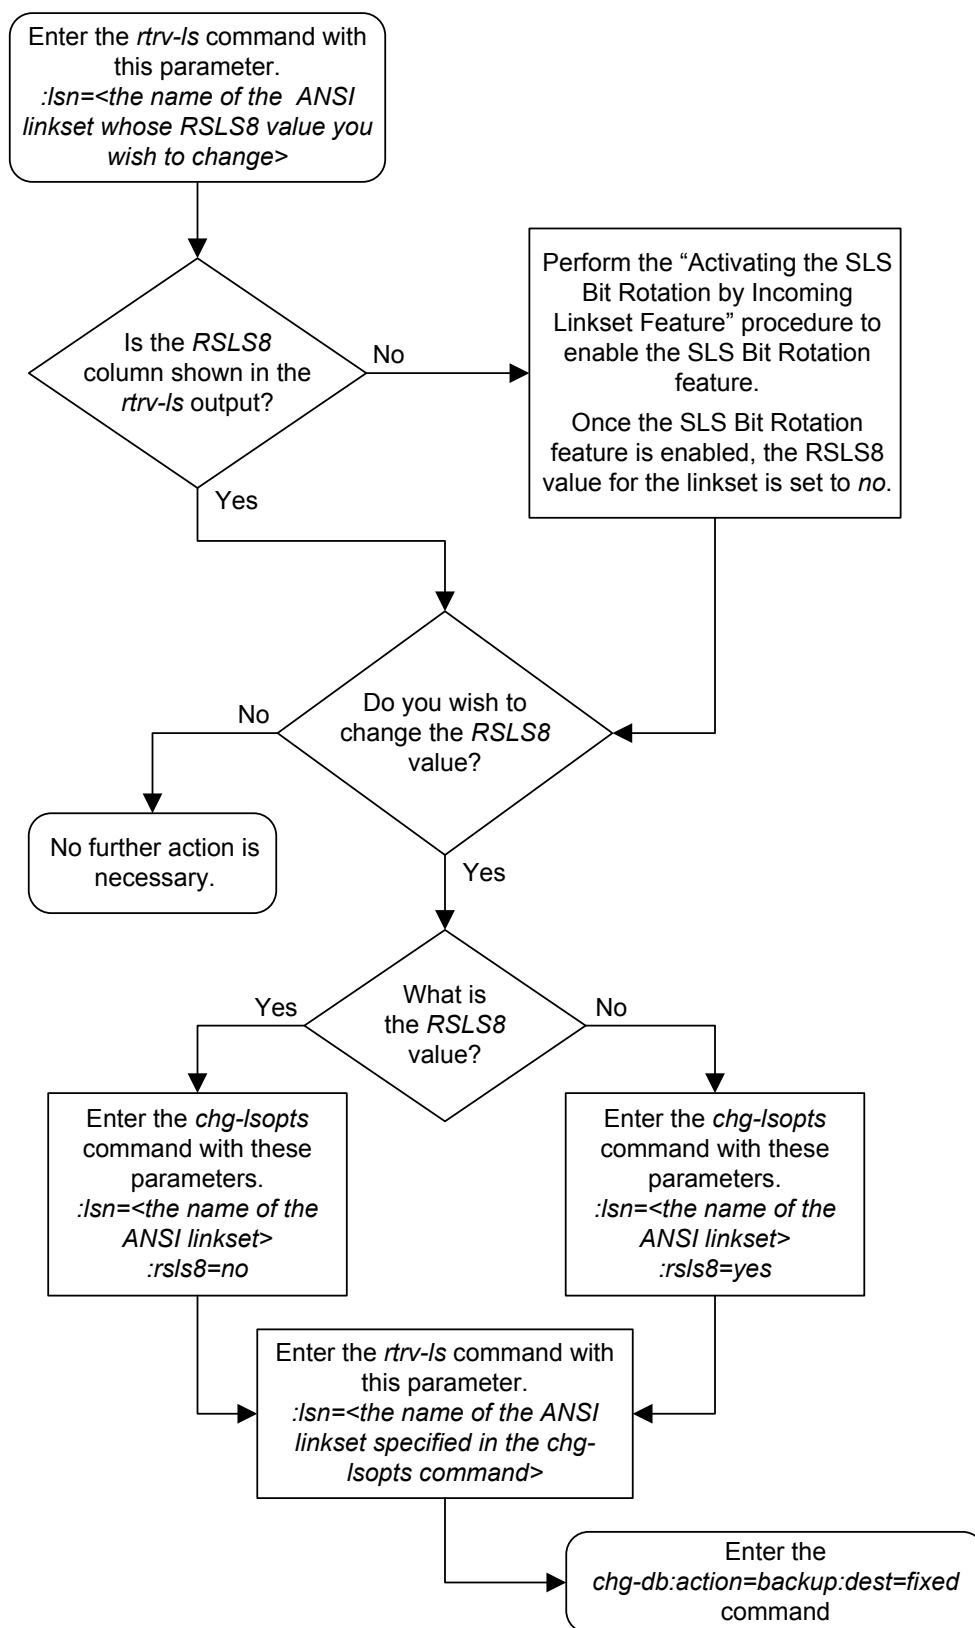 Enter the rtrv-ls command with
this parameter.
:lsn=<the name of the ANSI
linkset whose RSLS8 value you
wish to change>
Is the RSLS8
column shown in the
rtrv-ls output?
No
Yes
Perform the “Activating the SLS
Bit Rotation by Incoming
Linkset Feature” procedure to
enable the SLS Bit Rotation
feature.
Once the SLS Bit Rotation
feature is enabled, the RSLS8
value for the linkset is set to no.
Do you wish to
change the RSLS8
value?
No
Yes
No further action is
necessary.
What is
the RSLS8
value?
Yes
No
Enter the chg-lsopts
command with these
parameters.
:lsn=<the name of the
ANSI linkset>
:rsls8=no
Enter the chg-lsopts
command with these
parameters.
:lsn=<the name of the
ANSI linkset>
:rsls8=yes
Enter the rtrv-ls command with
this parameter.
:lsn=<the name of the ANSI
linkset specified in the chg-
lsopts command>
Enter the
chg-db:action=backup:dest=fixed
command